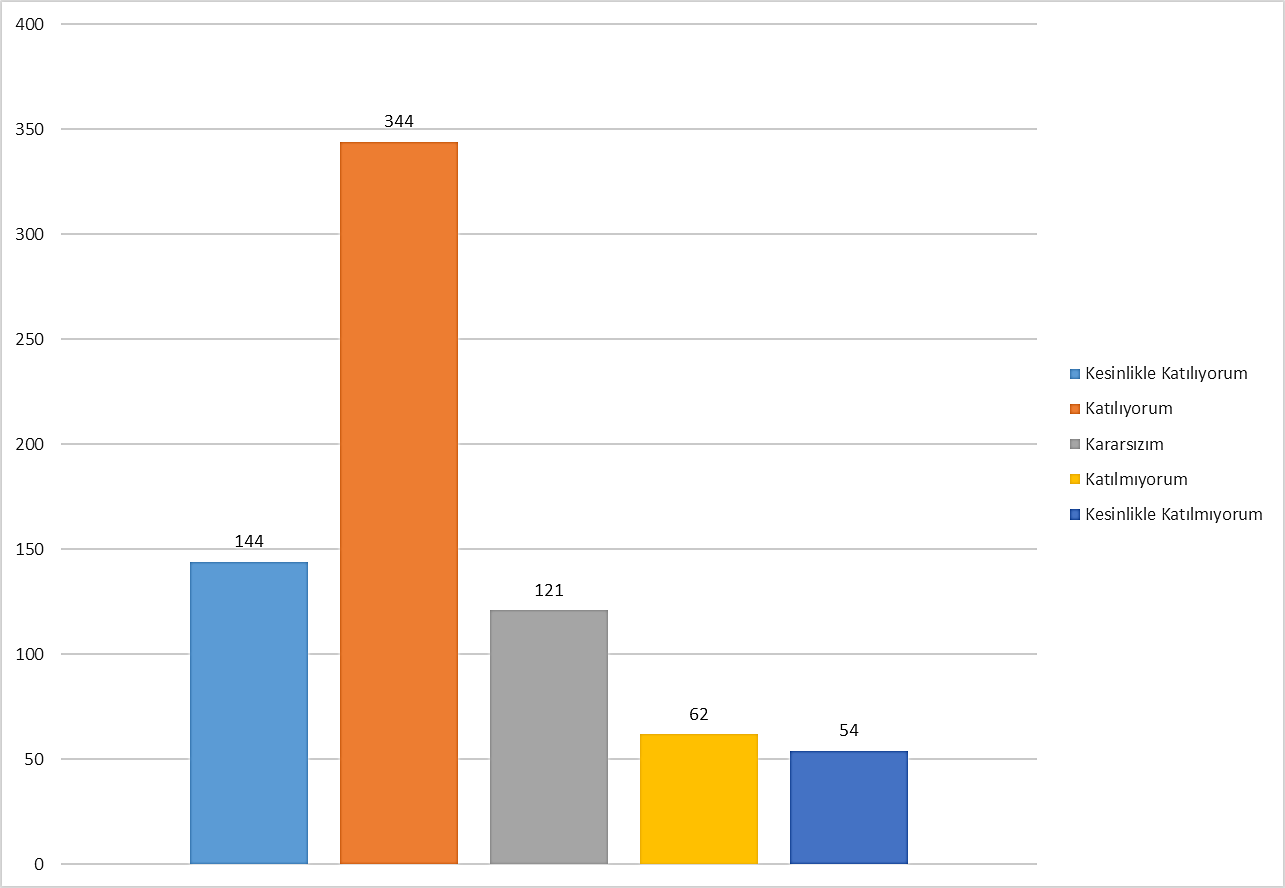 400
350
300
250
200
150
100
50
0
144
344
121
62
54
Kesinlikle Katılıyorum
Katılıyorum
Kararsızım
Katılmıyorum
Kesinlikle Katılmıyorum